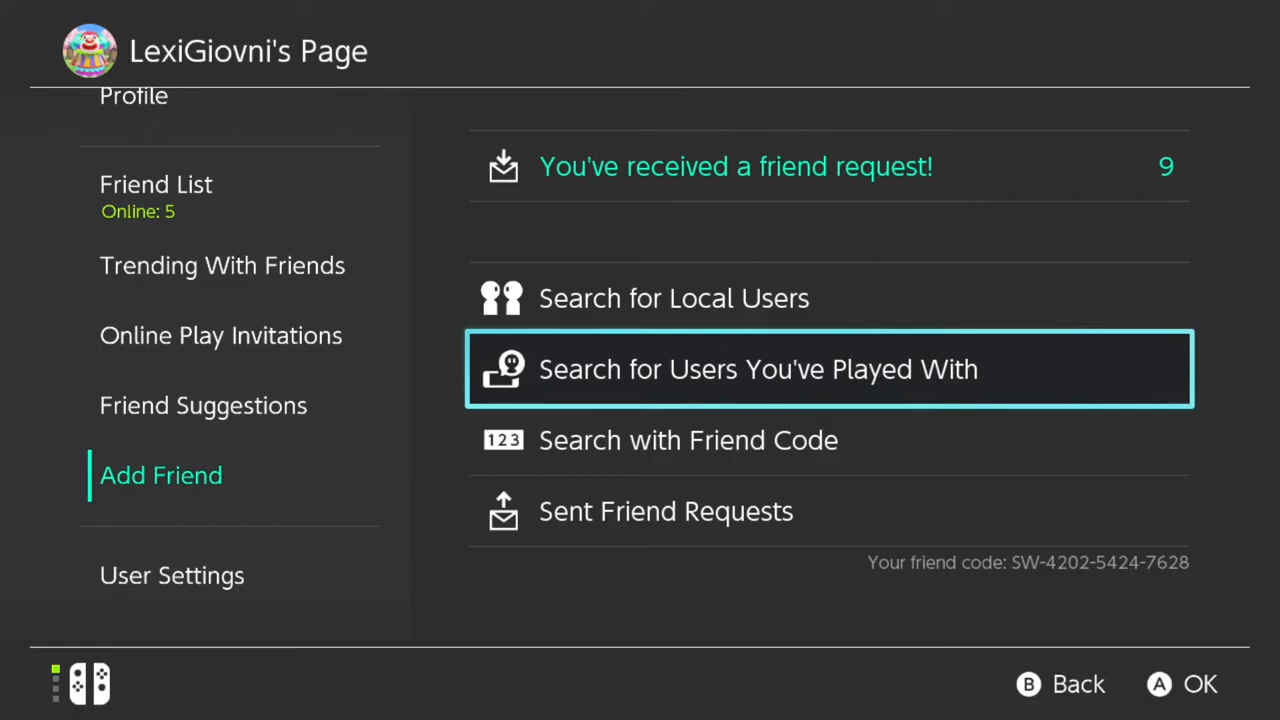 LexiGiovni's Page
Profile
Friend List
Online: 5
Trending With Friends
Online Play Invitations
Friend Suggestions
Add Friend
User Settings
You've received a friend request! 9
Search for Local Users
Search for Users You've Played With
123 Search with Friend Code
Sent Friend Requests
Your friend code: SW-4202-5424-7628
B Back A OK